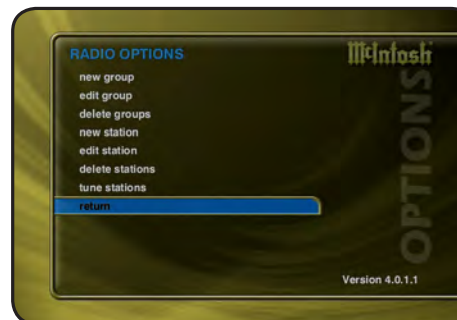 RADIO OPTIONS
McIntosh
new group
edit group
delete groups
new station
edit station
delete stations
tune stations
return
OPTIONS
Version 4.0.1.1